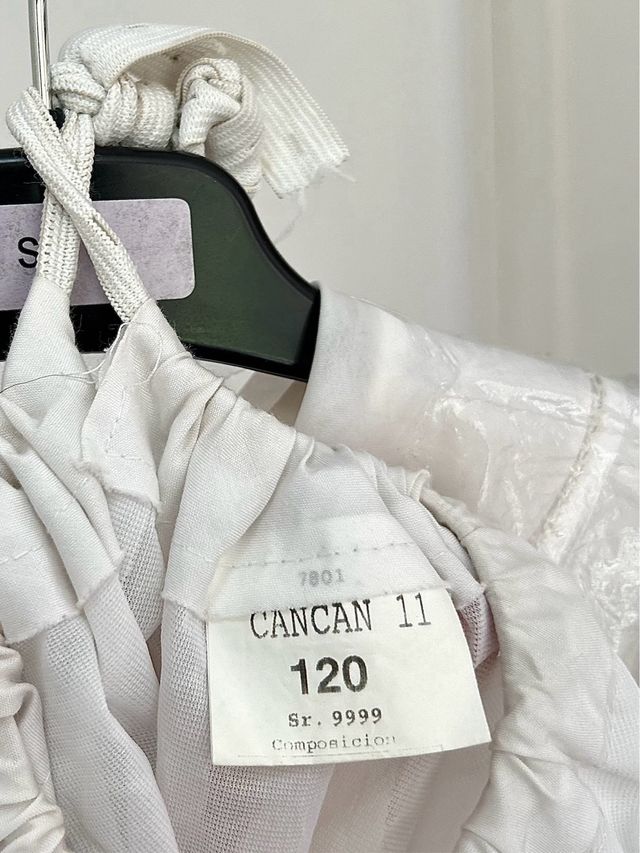 S
7801
CANCAN 11
120
Sr. 9999
Composicion